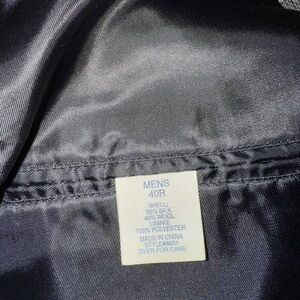 MENS
40R
SHELL:
55% SILK
45% WOOL
LINING:
100% POLYESTER
MADE IN CHINA
OVER FOR CARE